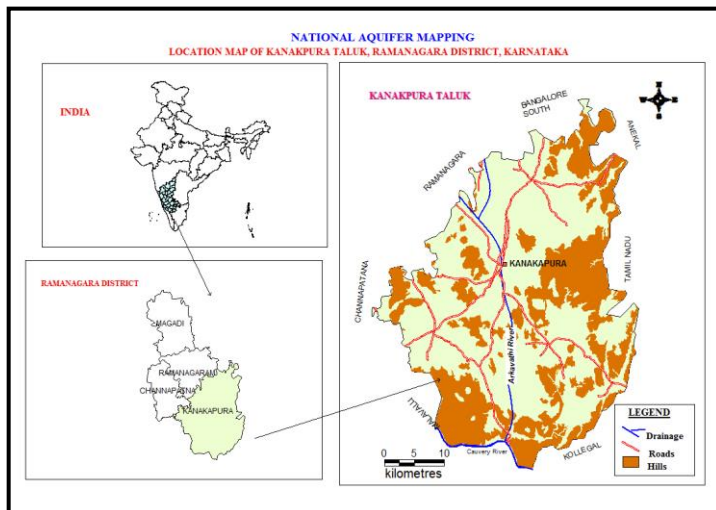 NATIONAL AQUIFER MAPPING
LOCATION MAP OF KANAKPURA TALUK, RAMANAGARA DISTRICT, KARNATAKA
INDIA
RAMANAGARA DISTRICT
MAGADI
RAMANAGARAM
CHANNAPATNA
KANAKAPURA
KANAKPURA TALUK
BANGALORE
SOUTH
ANEKAL
RAMANAGARA
CHANNAPATANA
KANAKAPURA
TAMIL NADU
Arkavathi River
MALAVALLI
Cauvery River
KOLLEGAL
N
W
E
S
0 5 10
kilometres
LEGEND
Drainage
Roads
Hills